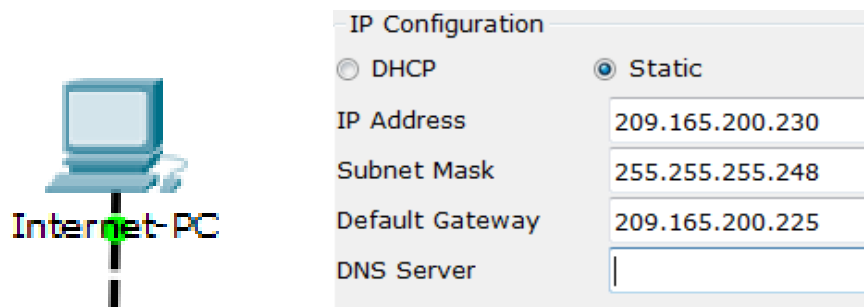 Internet-PC
IP Configuration
DHCP
Static
IP Address 209.165.200.230
Subnet Mask 255.255.255.248
Default Gateway 209.165.200.225
DNS Server